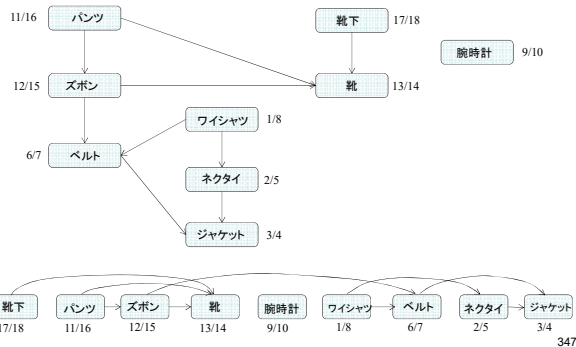 11/16 パンツ 靴下 17/18
腕時計 9/10
12/15 ズボン 靴 13/14
ワイシャツ 1/8
6/7 ベルト
ネクタイ 2/5
ジャケット 3/4
靴下 パンツ ズボン 靴 腕時計 ワイシャツ ベルト ネクタイ ジャケット
17/18 11/16 12/15 13/14 9/10 1/8 6/7 2/5 3/4
347